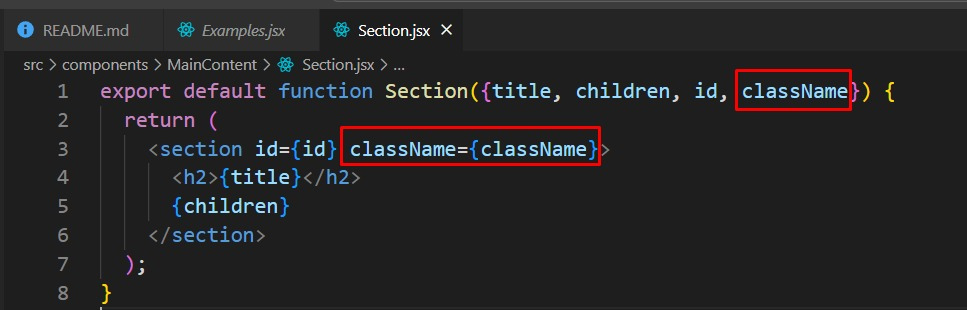 README.md Examples.jsx Section.jsx
src > components > MainContent > Section.jsx > ...
1 export default function Section({title, children, id, className}) {
2 return (
3 <section id={id} className={className}>
4 <h2>{title}</h2>
5 {children}
6 </section>
7 );
8 }